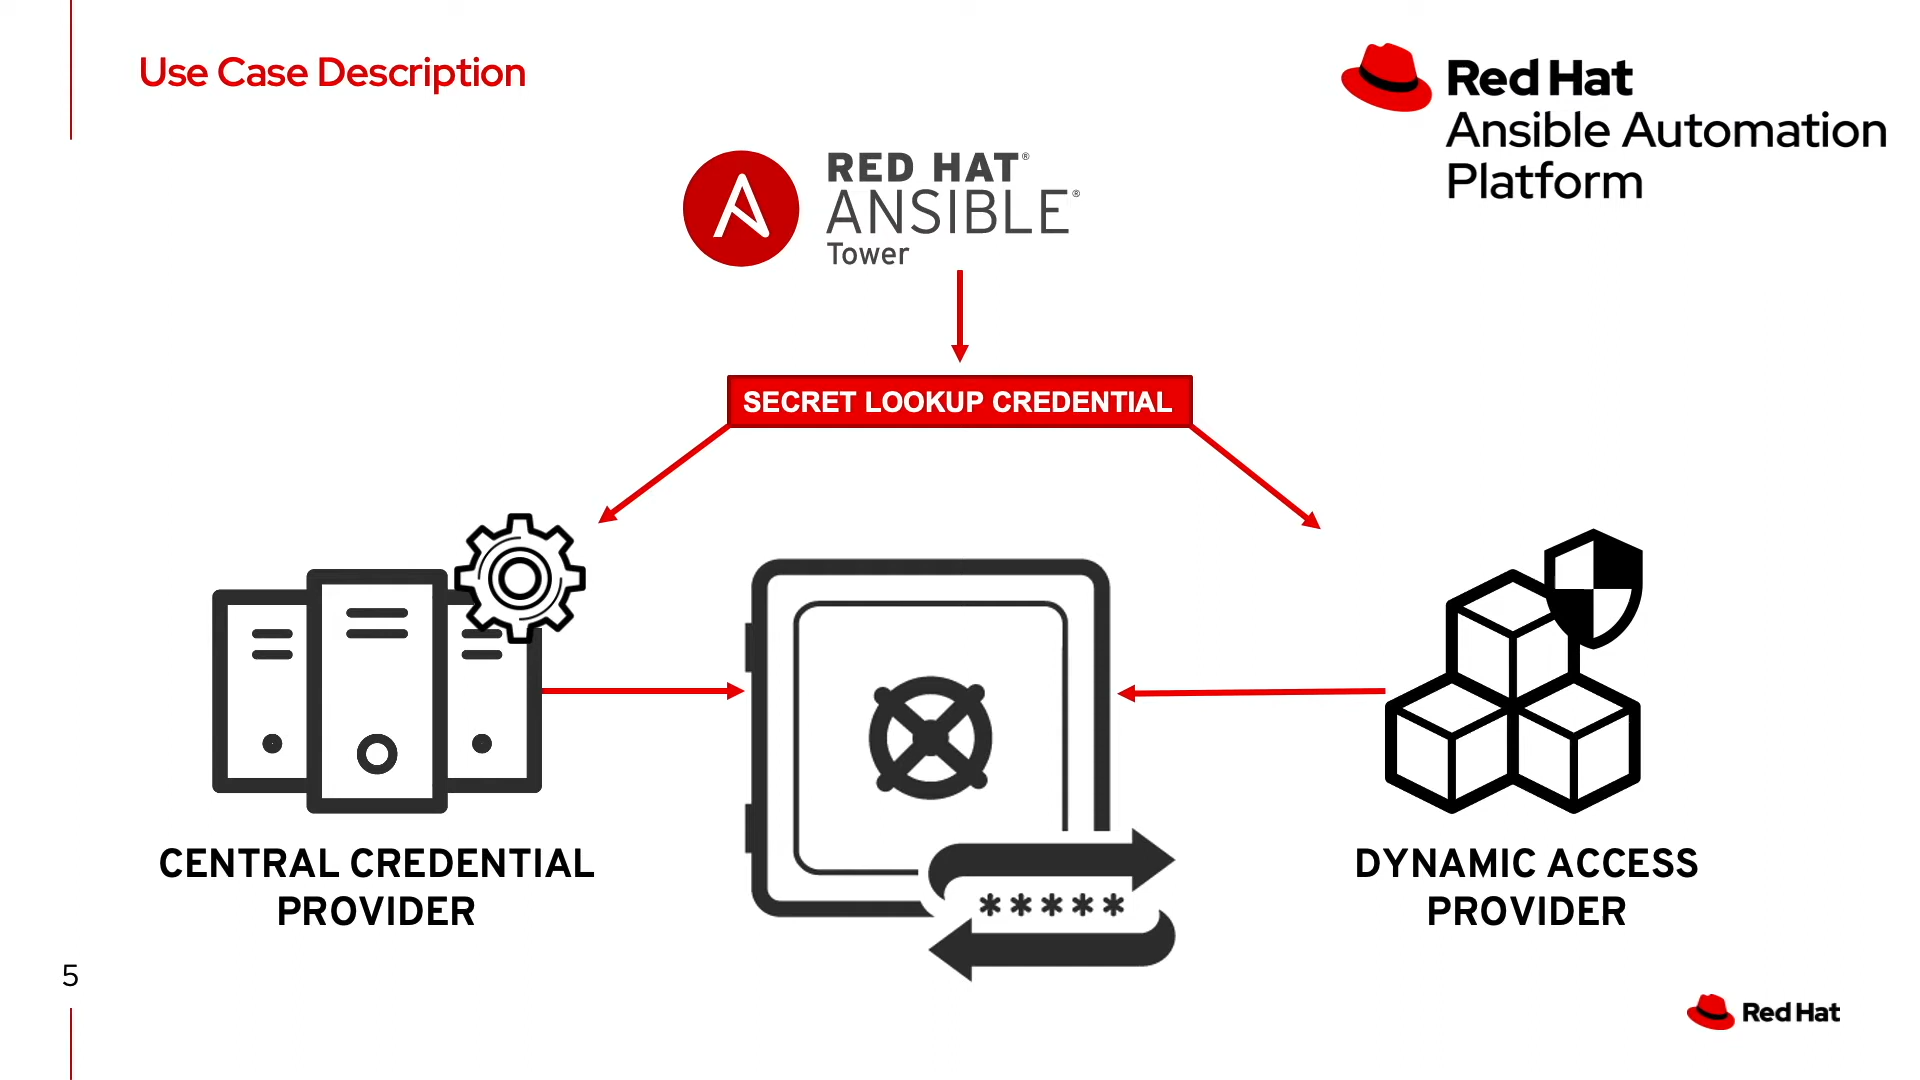 Use Case Description
Red Hat
Ansible Automation
Platform
RED HAT®
ANSIBLE®
Tower
SECRET LOOKUP CREDENTIAL
CENTRAL CREDENTIAL
PROVIDER
*****
DYNAMIC ACCESS
PROVIDER
5
Red Hat